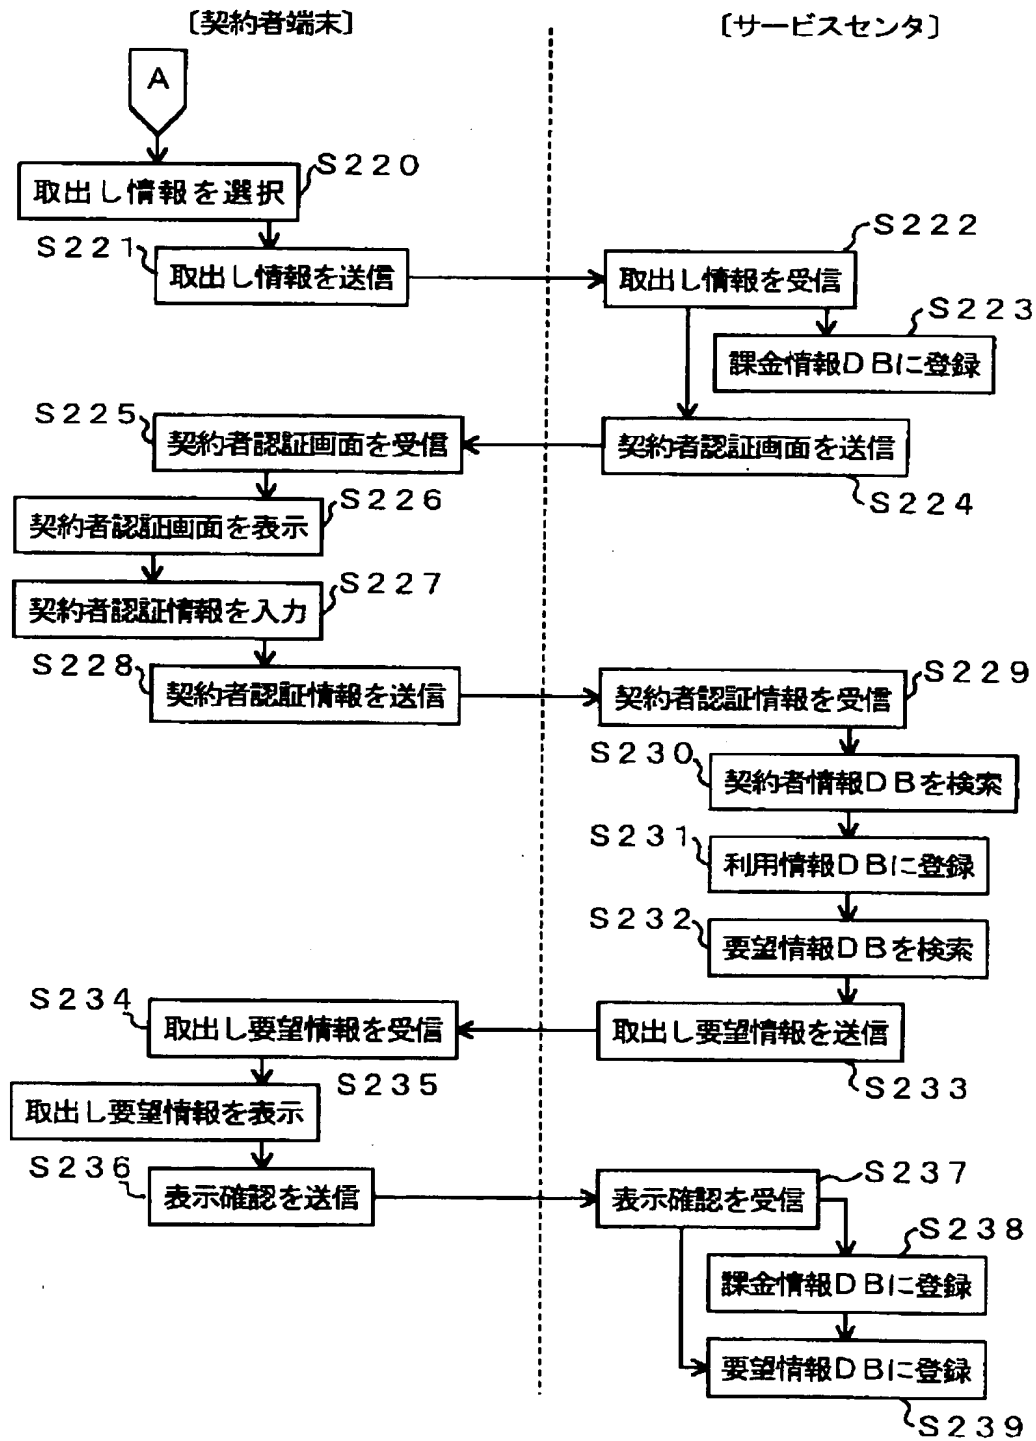 〔契約者端末〕
〔サービスセンタ〕
A
S220
取出し情報を選択
S221
取出し情報を送信
S222
取出し情報を受信
S223
課金情報DBに登録
S225
契約者認証画面を受信
契約者認証画面を送信
S224
S226
契約者認証画面を表示
S227
契約者認証情報を入力
S228
契約者認証情報を送信
S229
契約者認証情報を受信
S230
契約者情報DBを検索
S231
利用情報DBに登録
S232
要望情報DBを検索
S234
取出し要望情報を受信
取出し要望情報を送信
S233
S235
取出し要望情報を表示
S236
表示確認を送信
S237
表示確認を受信
S238
課金情報DBに登録
要望情報DBに登録
S239